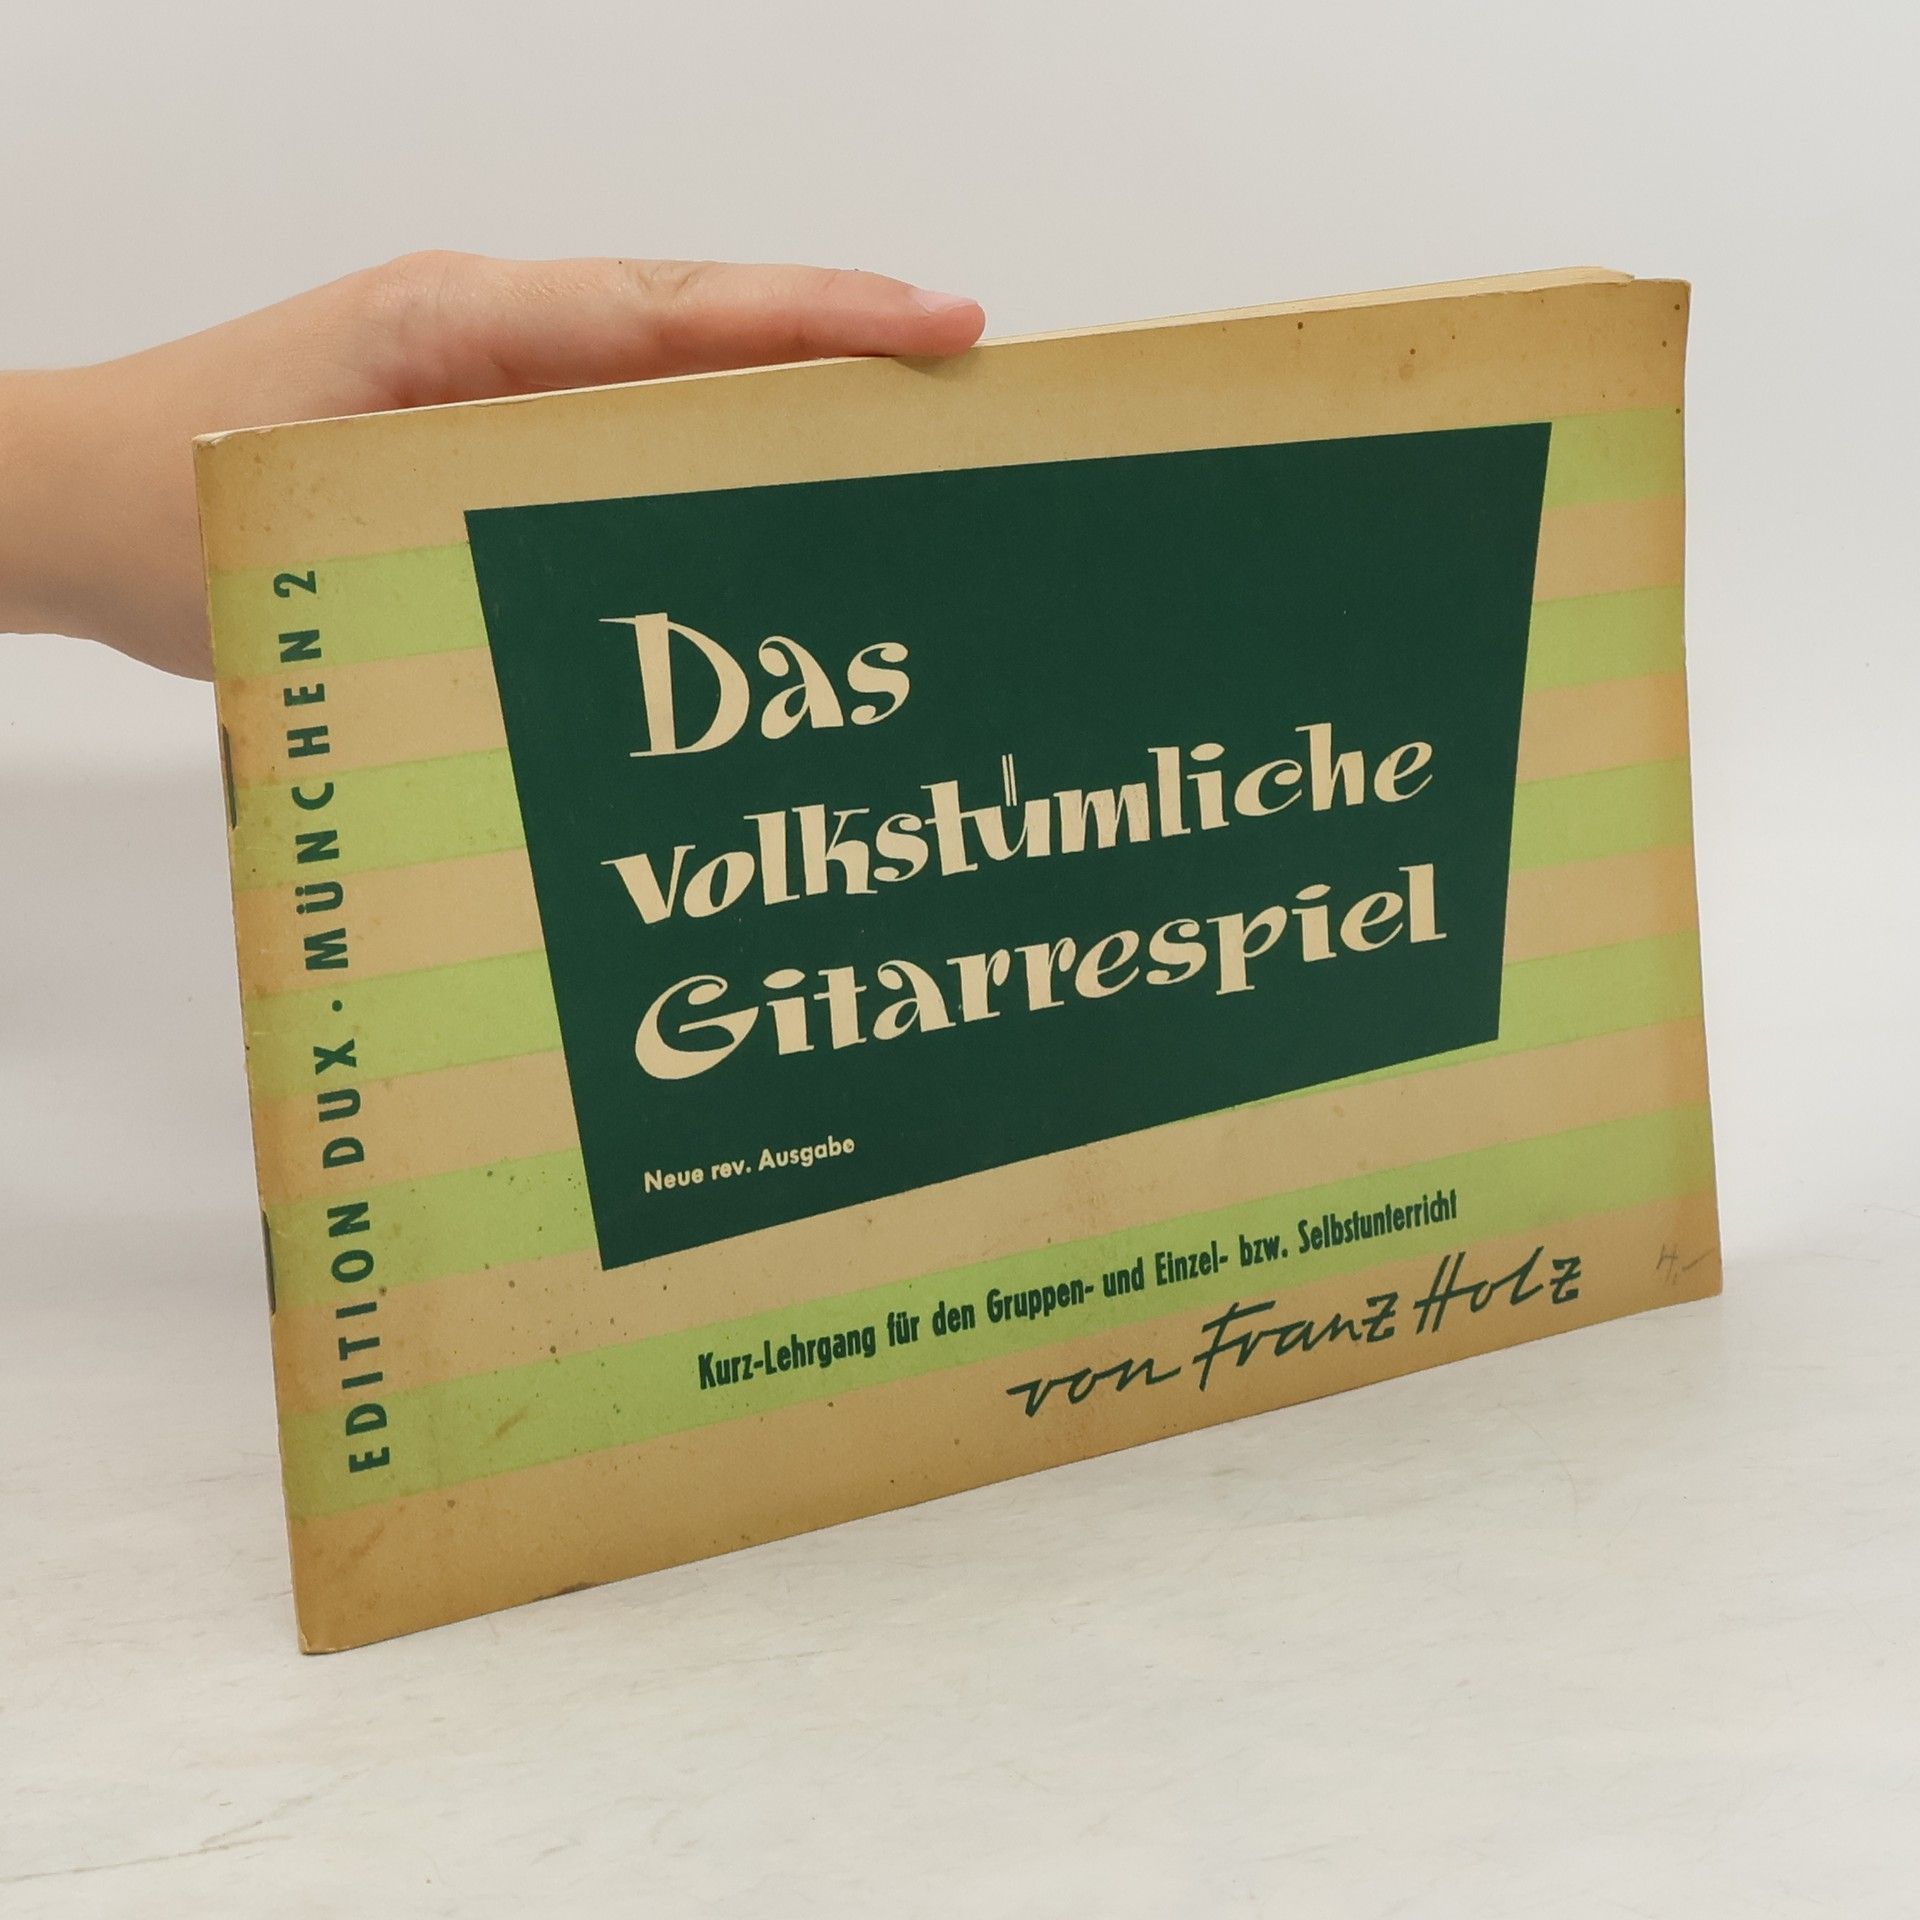 EDITION DUX · MÜNCHEN 2
Das
volkstümliche
Gitarrespiel
Neue rev. Ausgabe
Kurz-Lehrgang für den Gruppen- und Einzel- bzw. Selbstunterricht
von Franz Holz